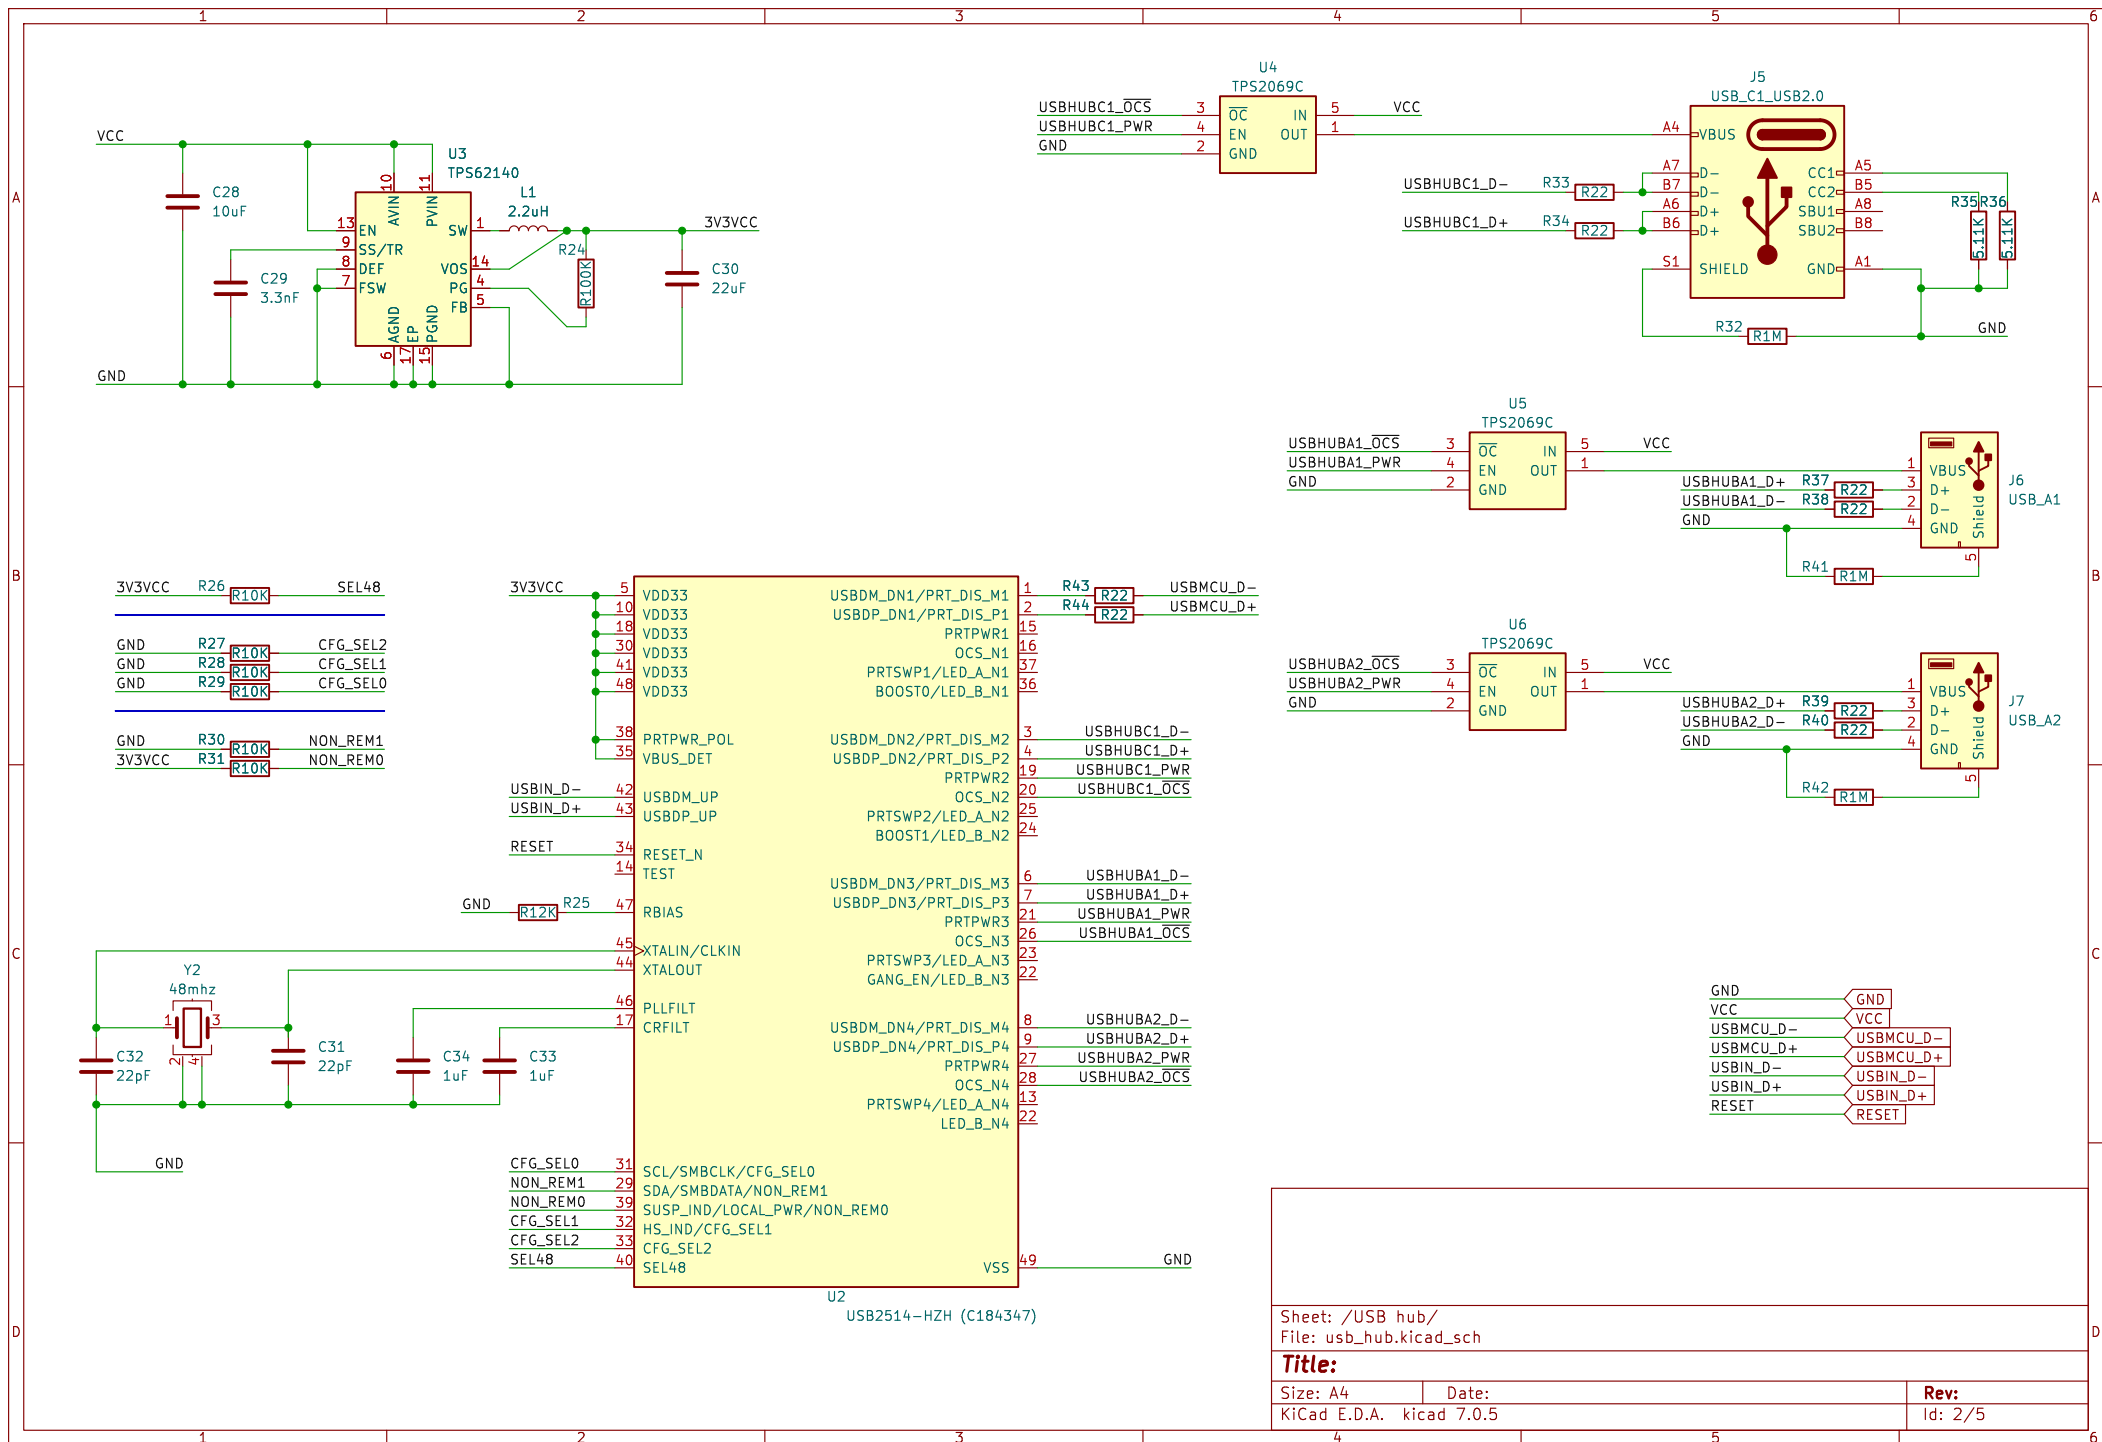 1 2 3 4 5 6
A
B
C
D
VCC
C28
10uF
C29
3.3nF
GND
U3
TPS62140
10 AVIN
11 PVIN
13 EN
9 SS/TR
8 DEF
7 FSW
SW 1
VOS 14
PG 4
FB 5
6 AGND
17 EP
15 PGND
L1
2.2uH
R24
R100K
3V3VCC
C30
22uF
U4
TPS2069C
USBHUBC1_OCS 3 OC IN 5 VCC
USBHUBC1_PWR 4 EN OUT 1
GND 2 GND
J5
USB_C1_USB2.0
A4 VBUS
A7 D-
B7 D-
A6 D+
B6 D+
S1 SHIELD
CC1 A5
CC2 B5
SBU1 A8
SBU2 B8
GND A1
USBHUBC1_D- R33 R22
USBHUBC1_D+ R34 R22
R35 R36
5.11K 5.11K
R32 R1M GND
U5
TPS2069C
USBHUBA1_OCS 3 OC IN 5 VCC
USBHUBA1_PWR 4 EN OUT 1
GND 2 GND
1 VBUS
USBHUBA1_D+ R37 R22 3 D+
USBHUBA1_D- R38 R22 2 D-
GND 4 GND
Shield 5
R41 R1M
J6
USB_A1
U6
TPS2069C
USBHUBA2_OCS 3 OC IN 5 VCC
USBHUBA2_PWR 4 EN OUT 1
GND 2 GND
1 VBUS
USBHUBA2_D+ R39 R22 3 D+
USBHUBA2_D- R40 R22 2 D-
GND 4 GND
Shield 5
R42 R1M
J7
USB_A2
3V3VCC R26 R10K SEL48
GND R27 R10K CFG_SEL2
GND R28 R10K CFG_SEL1
GND R29 R10K CFG_SEL0
GND R30 R10K NON_REM1
3V3VCC R31 R10K NON_REM0
3V3VCC 5 VDD33
10 VDD33
18 VDD33
30 VDD33
41 VDD33
48 VDD33
38 PRTPWR_POL
35 VBUS_DET
USBIN_D- 42 USBDM_UP
USBIN_D+ 43 USBDP_UP
RESET 34 RESET_N
14 TEST
GND R12K R25 47 RBIAS
45 XTALIN/CLKIN
44 XTALOUT
46 PLLFILT
17 CRFILT
Y2
48mhz
1 3
2 4
C32
22pF
C31
22pF
C34
1uF
C33
1uF
GND
CFG_SEL0 31 SCL/SMBCLK/CFG_SEL0
NON_REM1 29 SDA/SMBDATA/NON_REM1
NON_REM0 39 SUSP_IND/LOCAL_PWR/NON_REM0
CFG_SEL1 32 HS_IND/CFG_SEL1
CFG_SEL2 33 CFG_SEL2
SEL48 40 SEL48
USBDM_DN1/PRT_DIS_M1 1 R43 R22 USBMCU_D-
USBDP_DN1/PRT_DIS_P1 2 R44 R22 USBMCU_D+
PRTPWR1 15
OCS_N1 16
PRTSWP1/LED_A_N1 37
BOOST0/LED_B_N1 36
USBDM_DN2/PRT_DIS_M2 3 USBHUBC1_D-
USBDP_DN2/PRT_DIS_P2 4 USBHUBC1_D+
PRTPWR2 19 USBHUBC1_PWR
OCS_N2 20 USBHUBC1_OCS
PRTSWP2/LED_A_N2 25
BOOST1/LED_B_N2 24
USBDM_DN3/PRT_DIS_M3 6 USBHUBA1_D-
USBDP_DN3/PRT_DIS_P3 7 USBHUBA1_D+
PRTPWR3 21 USBHUBA1_PWR
OCS_N3 26 USBHUBA1_OCS
PRTSWP3/LED_A_N3 23
GANG_EN/LED_B_N3 22
USBDM_DN4/PRT_DIS_M4 8 USBHUBA2_D-
USBDP_DN4/PRT_DIS_P4 9 USBHUBA2_D+
PRTPWR4 27 USBHUBA2_PWR
OCS_N4 28 USBHUBA2_OCS
PRTSWP4/LED_A_N4 13
LED_B_N4 22
VSS 49 GND
U2
USB2514-HZH (C184347)
GND GND
VCC VCC
USBMCU_D- USBMCU_D-
USBMCU_D+ USBMCU_D+
USBIN_D- USBIN_D-
USBIN_D+ USBIN_D+
RESET RESET
Sheet: /USB hub/
File: usb_hub.kicad_sch
Title:
Size: A4 Date: Rev:
KiCad E.D.A. kicad 7.0.5 Id: 2/5
A
B
C
D
1 2 3 4 5 6